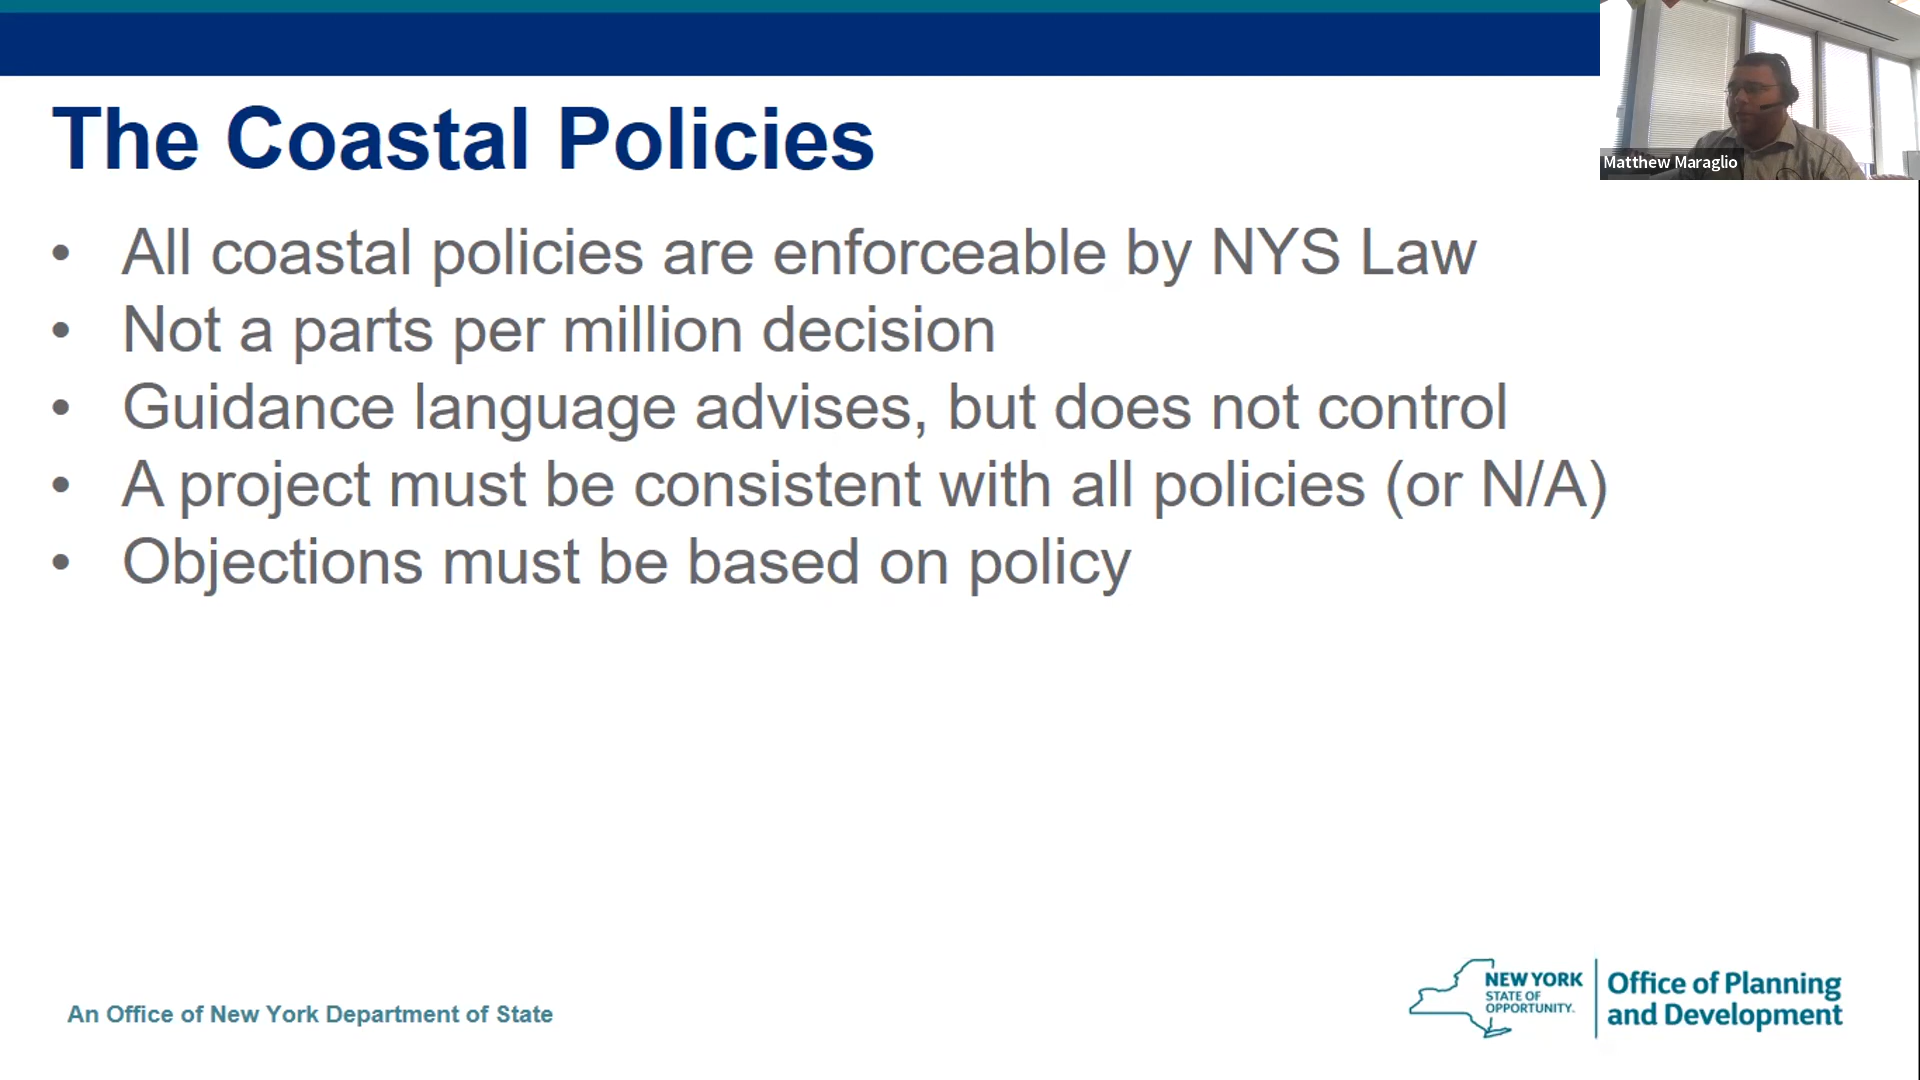 The Coastal Policies
Matthew Maraglio
• All coastal policies are enforceable by NYS Law
• Not a parts per million decision
• Guidance language advises, but does not control
• A project must be consistent with all policies (or N/A)
• Objections must be based on policy
An Office of New York Department of State
NEW YORK
STATE OF
OPPORTUNITY.
Office of Planning
and Development